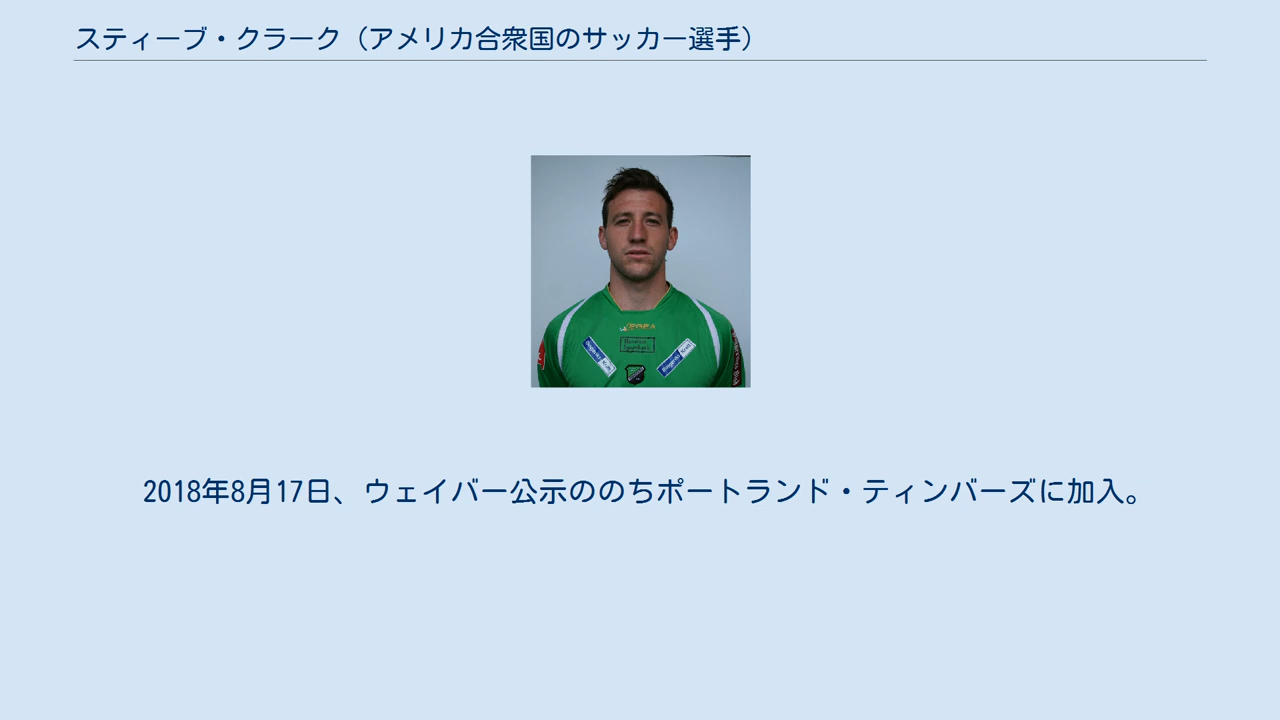 スティーブ・クラーク（アメリカ合衆国のサッカー選手）
2018年8月17日、ウェイバー公示ののちポートランド・ティンバーズに加入。